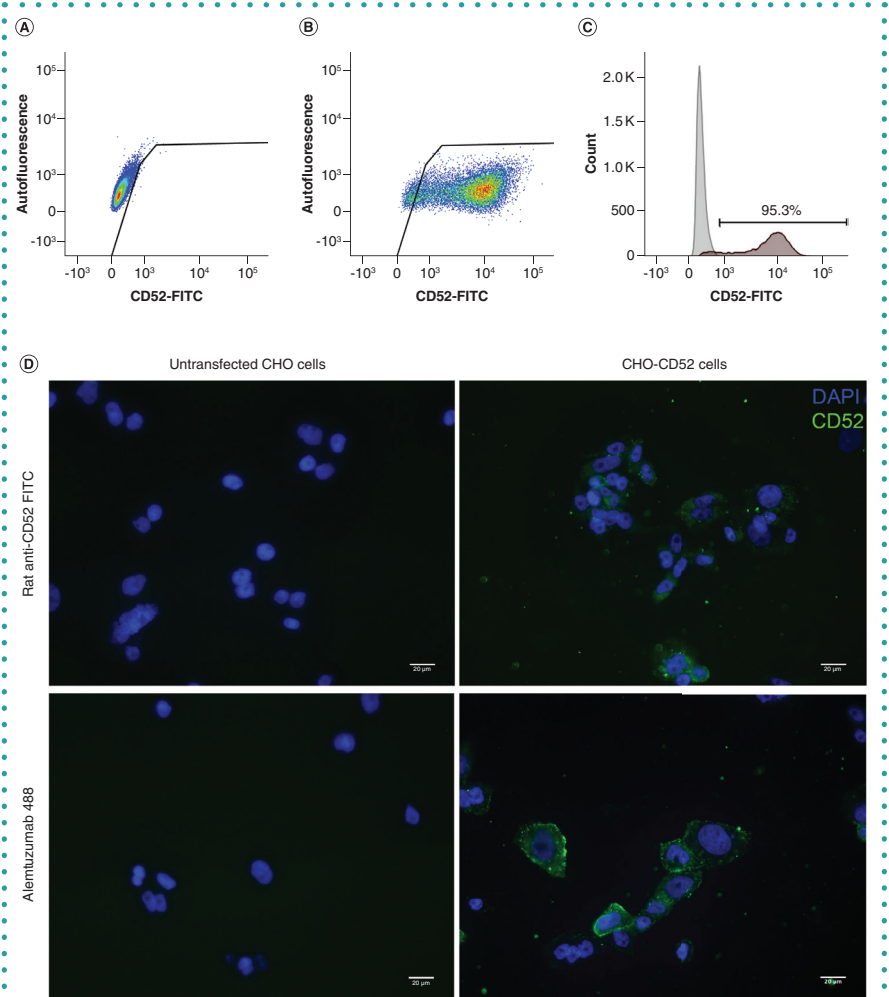 A
B
C
Autofluorescence
10⁵
10⁴
10³
0
-10³
-10³
0
10³
10⁴
10⁵
CD52-FITC
Autofluorescence
10⁵
10⁴
10³
0
-10³
-10³
0
10³
10⁴
10⁵
CD52-FITC
Count
2.0 K
1.5 K
1.0 K
500
0
95.3%
-10³
0
10³
10⁴
10⁵
CD52-FITC
D
Untransfected CHO cells
CHO-CD52 cells
Rat anti-CD52 FITC
DAPI
CD52
20 µm
20 µm
Alemtuzumab 488
20 µm
20 µm